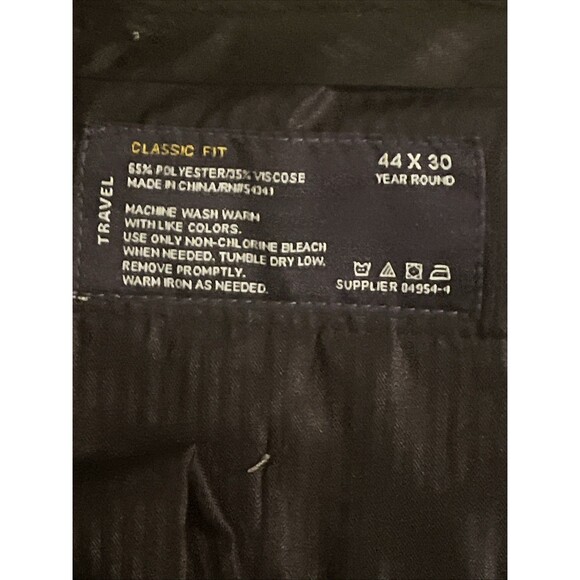 TRAVEL
CLASSIC FIT
65% POLYESTER/35% VISCOSE
MADE IN CHINA/RN#54341
MACHINE WASH WARM
WITH LIKE COLORS.
USE ONLY NON-CHLORINE BLEACH
WHEN NEEDED. TUMBLE DRY LOW.
REMOVE PROMPTLY.
WARM IRON AS NEEDED.
44 X 30
YEAR ROUND
SUPPLIER 04954-4